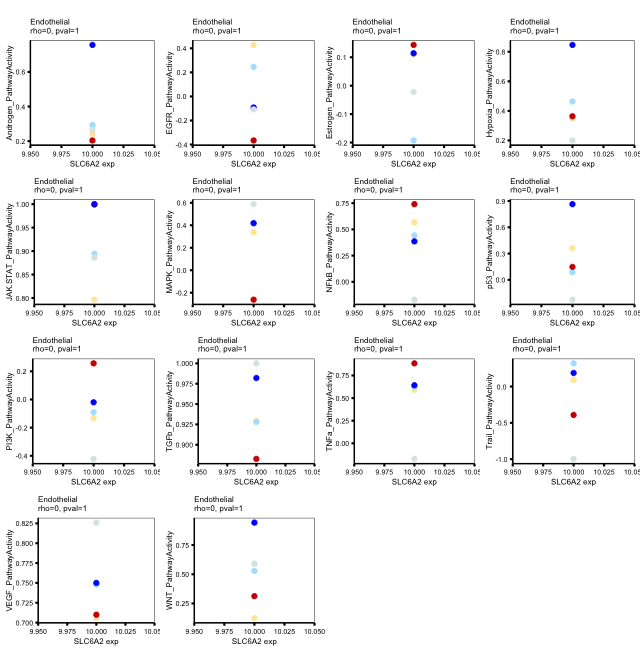 Endothelial
rho=0, pval=1
Androgen_PathwayActivity
0.6
0.4
0.2
9.950 9.975 10.000 10.025 10.05
SLC6A2 exp
Endothelial
rho=0, pval=1
EGFR_PathwayActivity
0.4
0.2
0.0
-0.2
-0.4
9.950 9.975 10.000 10.025 10.05
SLC6A2 exp
Endothelial
rho=0, pval=1
Estrogen_PathwayActivity
0.1
0.0
-0.1
-0.2
9.950 9.975 10.000 10.025 10.05
SLC6A2 exp
Endothelial
rho=0, pval=1
Hypoxia_PathwayActivity
0.8
0.6
0.4
0.2
9.950 9.975 10.000 10.025 10.05
SLC6A2 exp
Endothelial
rho=0, pval=1
JAK.STAT_PathwayActivity
1.00
0.95
0.90
0.85
0.80
9.950 9.975 10.000 10.025 10.05
SLC6A2 exp
Endothelial
rho=0, pval=1
MAPK_PathwayActivity
0.6
0.4
0.2
0.0
-0.2
9.950 9.975 10.000 10.025 10.05
SLC6A2 exp
Endothelial
rho=0, pval=1
NFkB_PathwayActivity
0.75
0.50
0.25
0.00
9.950 9.975 10.000 10.025 10.05
SLC6A2 exp
Endothelial
rho=0, pval=1
p53_PathwayActivity
0.9
0.6
0.3
0.0
9.950 9.975 10.000 10.025 10.05
SLC6A2 exp
Endothelial
rho=0, pval=1
PI3K_PathwayActivity
0.2
0.0
-0.2
-0.4
9.950 9.975 10.000 10.025 10.05
SLC6A2 exp
Endothelial
rho=0, pval=1
TGFb_PathwayActivity
1.000
0.975
0.950
0.925
0.900
9.950 9.975 10.000 10.025 10.05
SLC6A2 exp
Endothelial
rho=0, pval=1
TNFa_PathwayActivity
0.75
0.50
0.25
0.00
9.950 9.975 10.000 10.025 10.05
SLC6A2 exp
Endothelial
rho=0, pval=1
Trail_PathwayActivity
0.0
-0.5
-1.0
9.950 9.975 10.000 10.025 10.05
SLC6A2 exp
Endothelial
rho=0, pval=1
VEGF_PathwayActivity
0.825
0.800
0.775
0.750
0.725
0.700
9.950 9.975 10.000 10.025 10.05
SLC6A2 exp
Endothelial
rho=0, pval=1
WNT_PathwayActivity
0.75
0.50
0.25
9.950 9.975 10.000 10.025 10.050
SLC6A2 exp